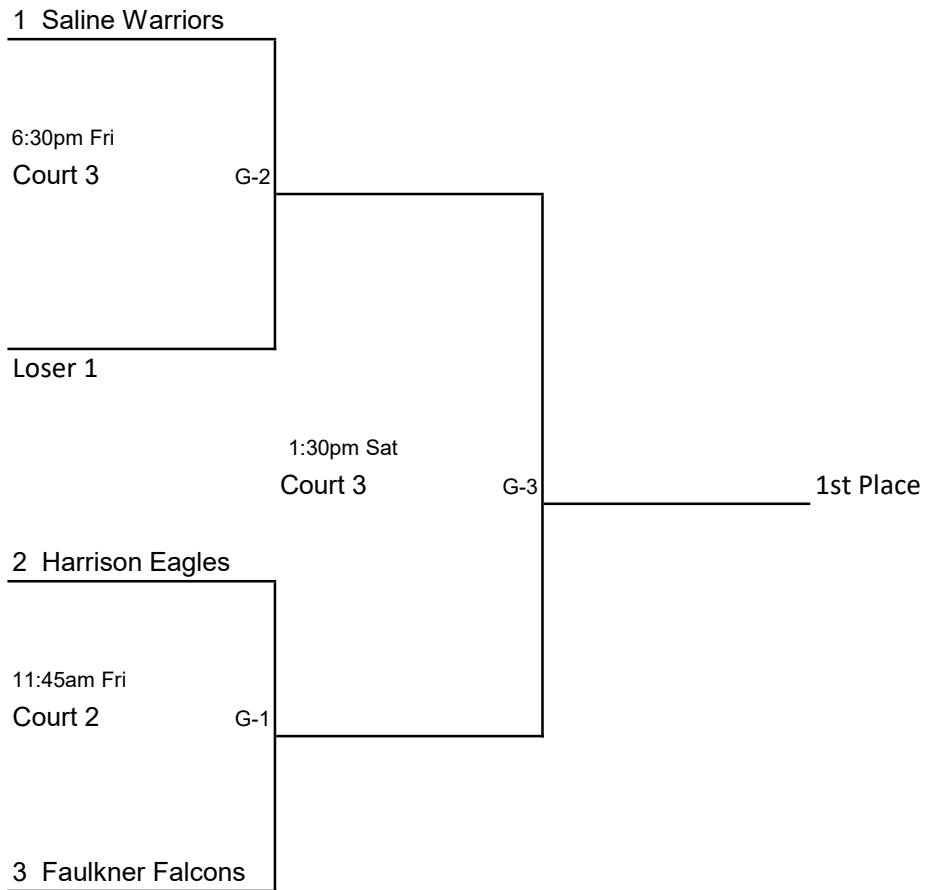 1 Saline Warriors
6:30pm Fri
Court 3 G-2
Loser 1
1:30pm Sat
Court 3 G-3
1st Place
2 Harrison Eagles
11:45am Fri
Court 2 G-1
3 Faulkner Falcons